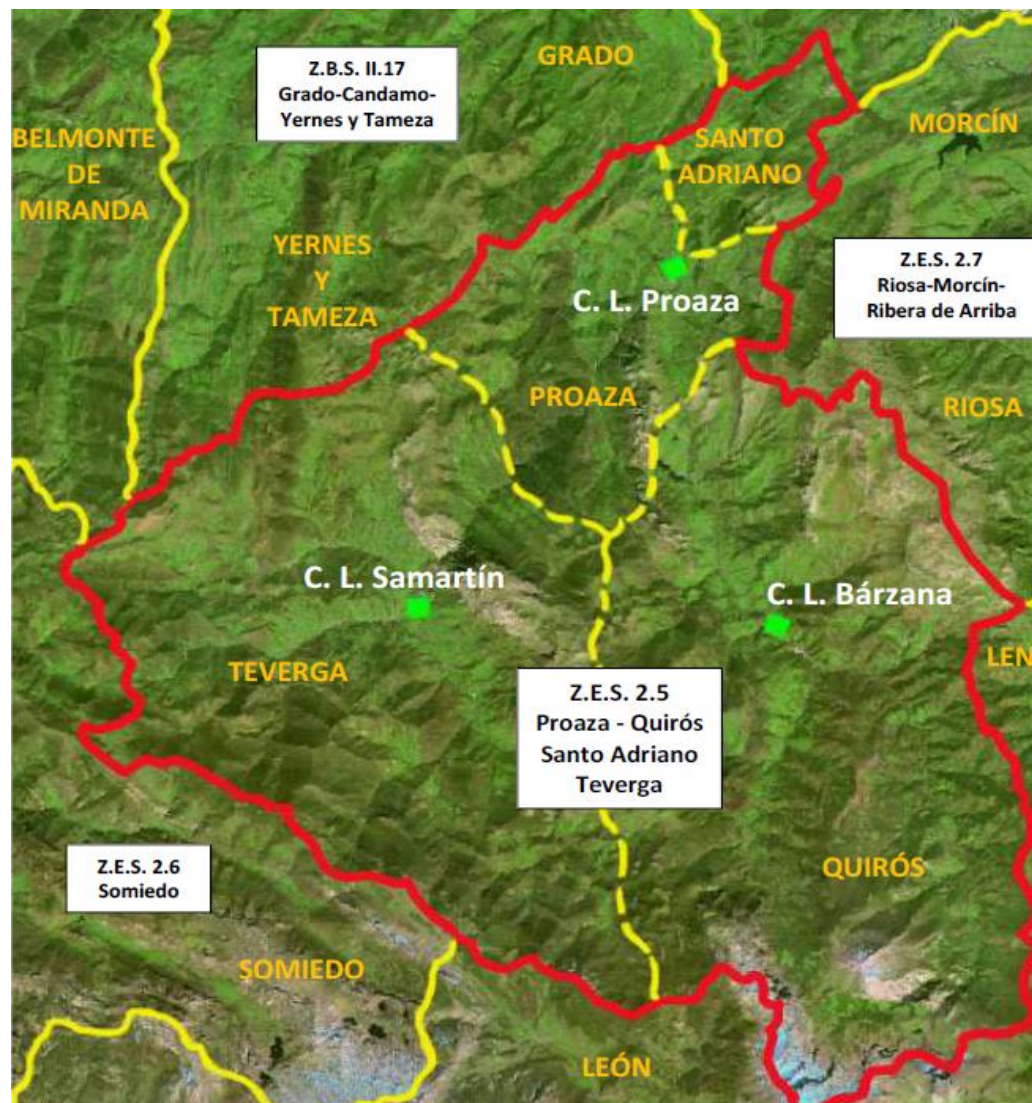 Z.B.S. II.17
Grado-Candamo-
Yernes y Tameza
GRADO
BELMONTE
DE
MIRANDA
SANTO
ADRIANO
MORCÍN
YERNES
Y
TAMEZA
Z.E.S. 2.7
Riosa-Morcín-
Ribera de Arriba
C. L. Proaza
PROAZA
RIOSA
C. L. Samartín
C. L. Bárzana
TEVERGA
LEN
Z.E.S. 2.5
Proaza - Quirós
Santo Adriano
Teverga
Z.E.S. 2.6
Somiedo
QUIRÓS
SOMIEDO
LEÓN